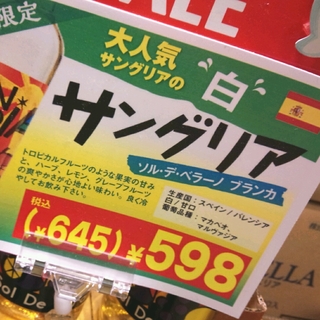 ALE
限定
大人気
サングリアの
白
サングリア
ソル・デ・ベラーノ ブランカ
トロピカルフルーツのような果実の甘み
と、ハーブ、レモン、グレープフルーツ
の爽やかさが心地よい味わい。良く冷
やしてお飲み下さい。
生産国：スペイン/バレンシア
白/甘口
葡萄品種：マカベオ、
マルヴァジア
税込
(¥645) ¥598
ol De
LLA